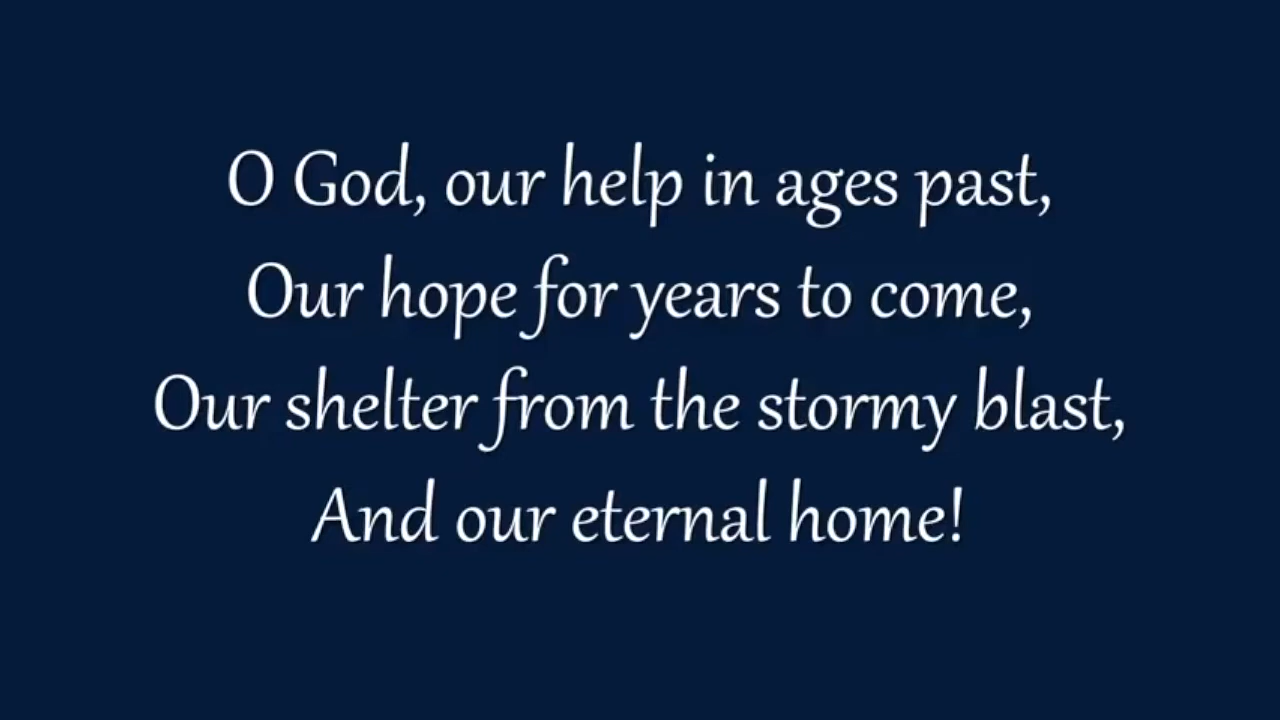 O God, our help in ages past,
Our hope for years to come,
Our shelter from the stormy blast,
And our eternal home!